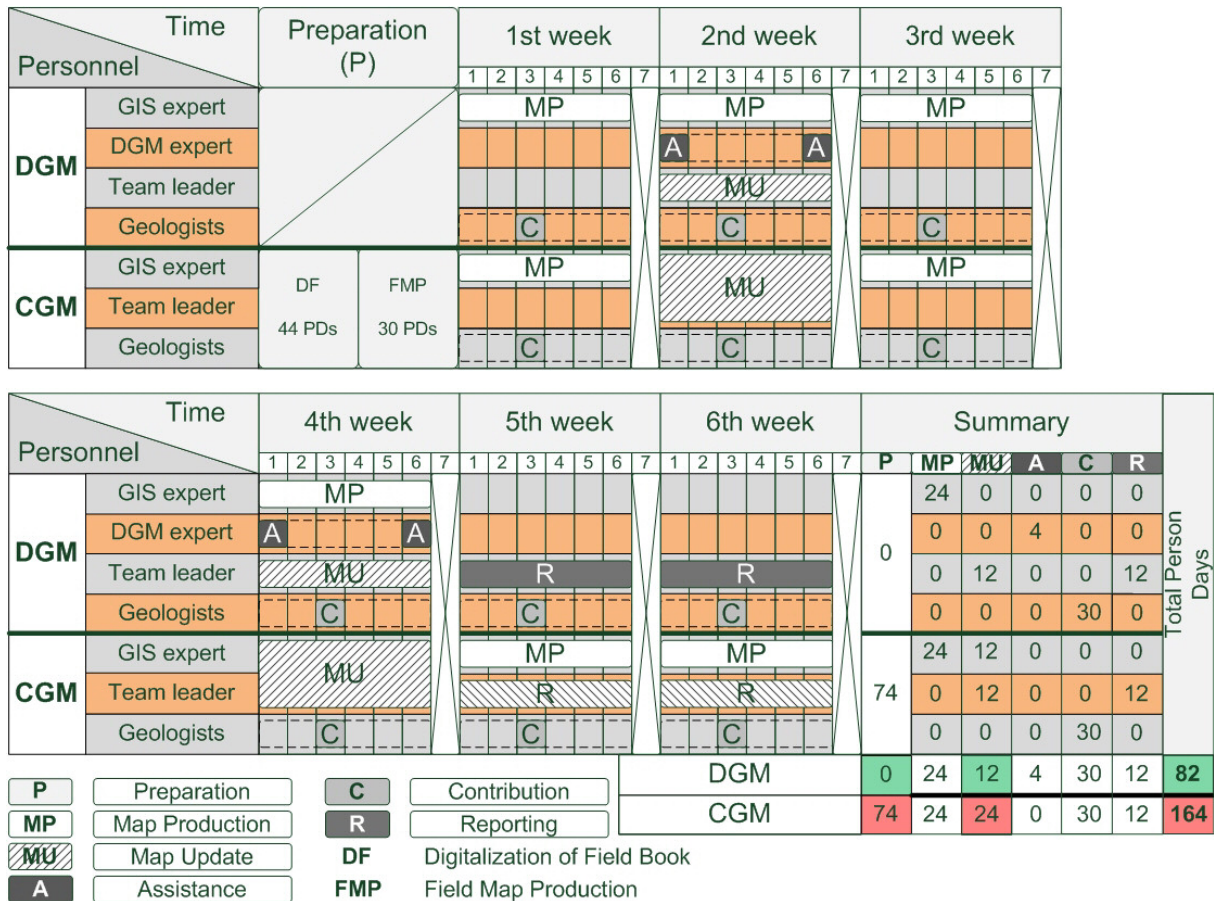 Time Preparation (P) 1st week 2nd week 3rd week
Personnel 1 2 3 4 5 6 7 1 2 3 4 5 6 7 1 2 3 4 5 6 7
DGM
GIS expert MP MP MP
DGM expert A A
Team leader MU
Geologists C C C
CGM
DF 44 PDs
FMP 30 PDs
GIS expert MP MU MP
Team leader
Geologists C C C
Time 4th week 5th week 6th week Summary Total Person Days
Personnel 1 2 3 4 5 6 7 1 2 3 4 5 6 7 1 2 3 4 5 6 7 P MP MU A C R
DGM 0
GIS expert MP 24 0 0 0 0
DGM expert A A 0 0 4 0 0
Team leader MU R R 0 12 0 0 12
Geologists C C C 0 0 0 30 0
CGM 74
GIS expert MU MP MP 24 12 0 0 0
Team leader R R 0 12 0 0 12
Geologists C C C 0 0 0 30 0
DGM 0 24 12 4 30 12 82
CGM 74 24 24 0 30 12 164
P Preparation C Contribution
MP Map Production R Reporting
MU Map Update DF Digitalization of Field Book
A Assistance FMP Field Map Production